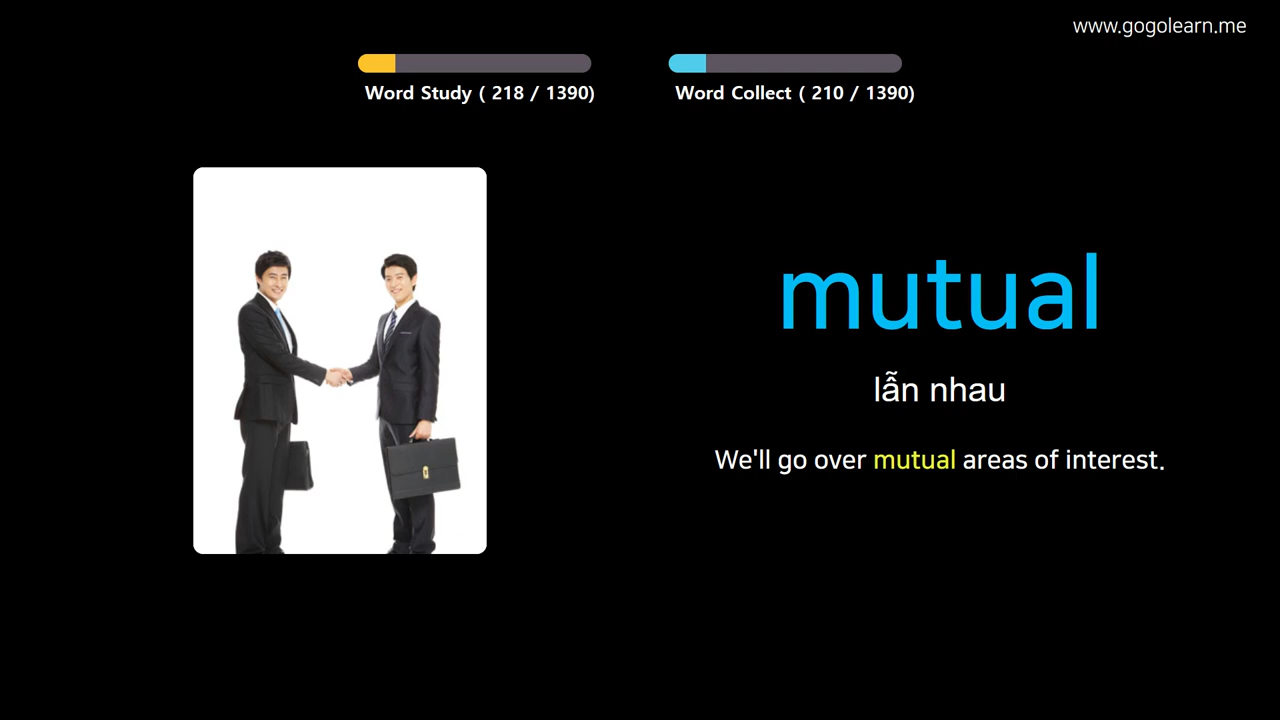 www.gogolearn.me
Word Study ( 218 / 1390)
Word Collect ( 210 / 1390)
mutual
lẫn nhau
We'll go over mutual areas of interest.